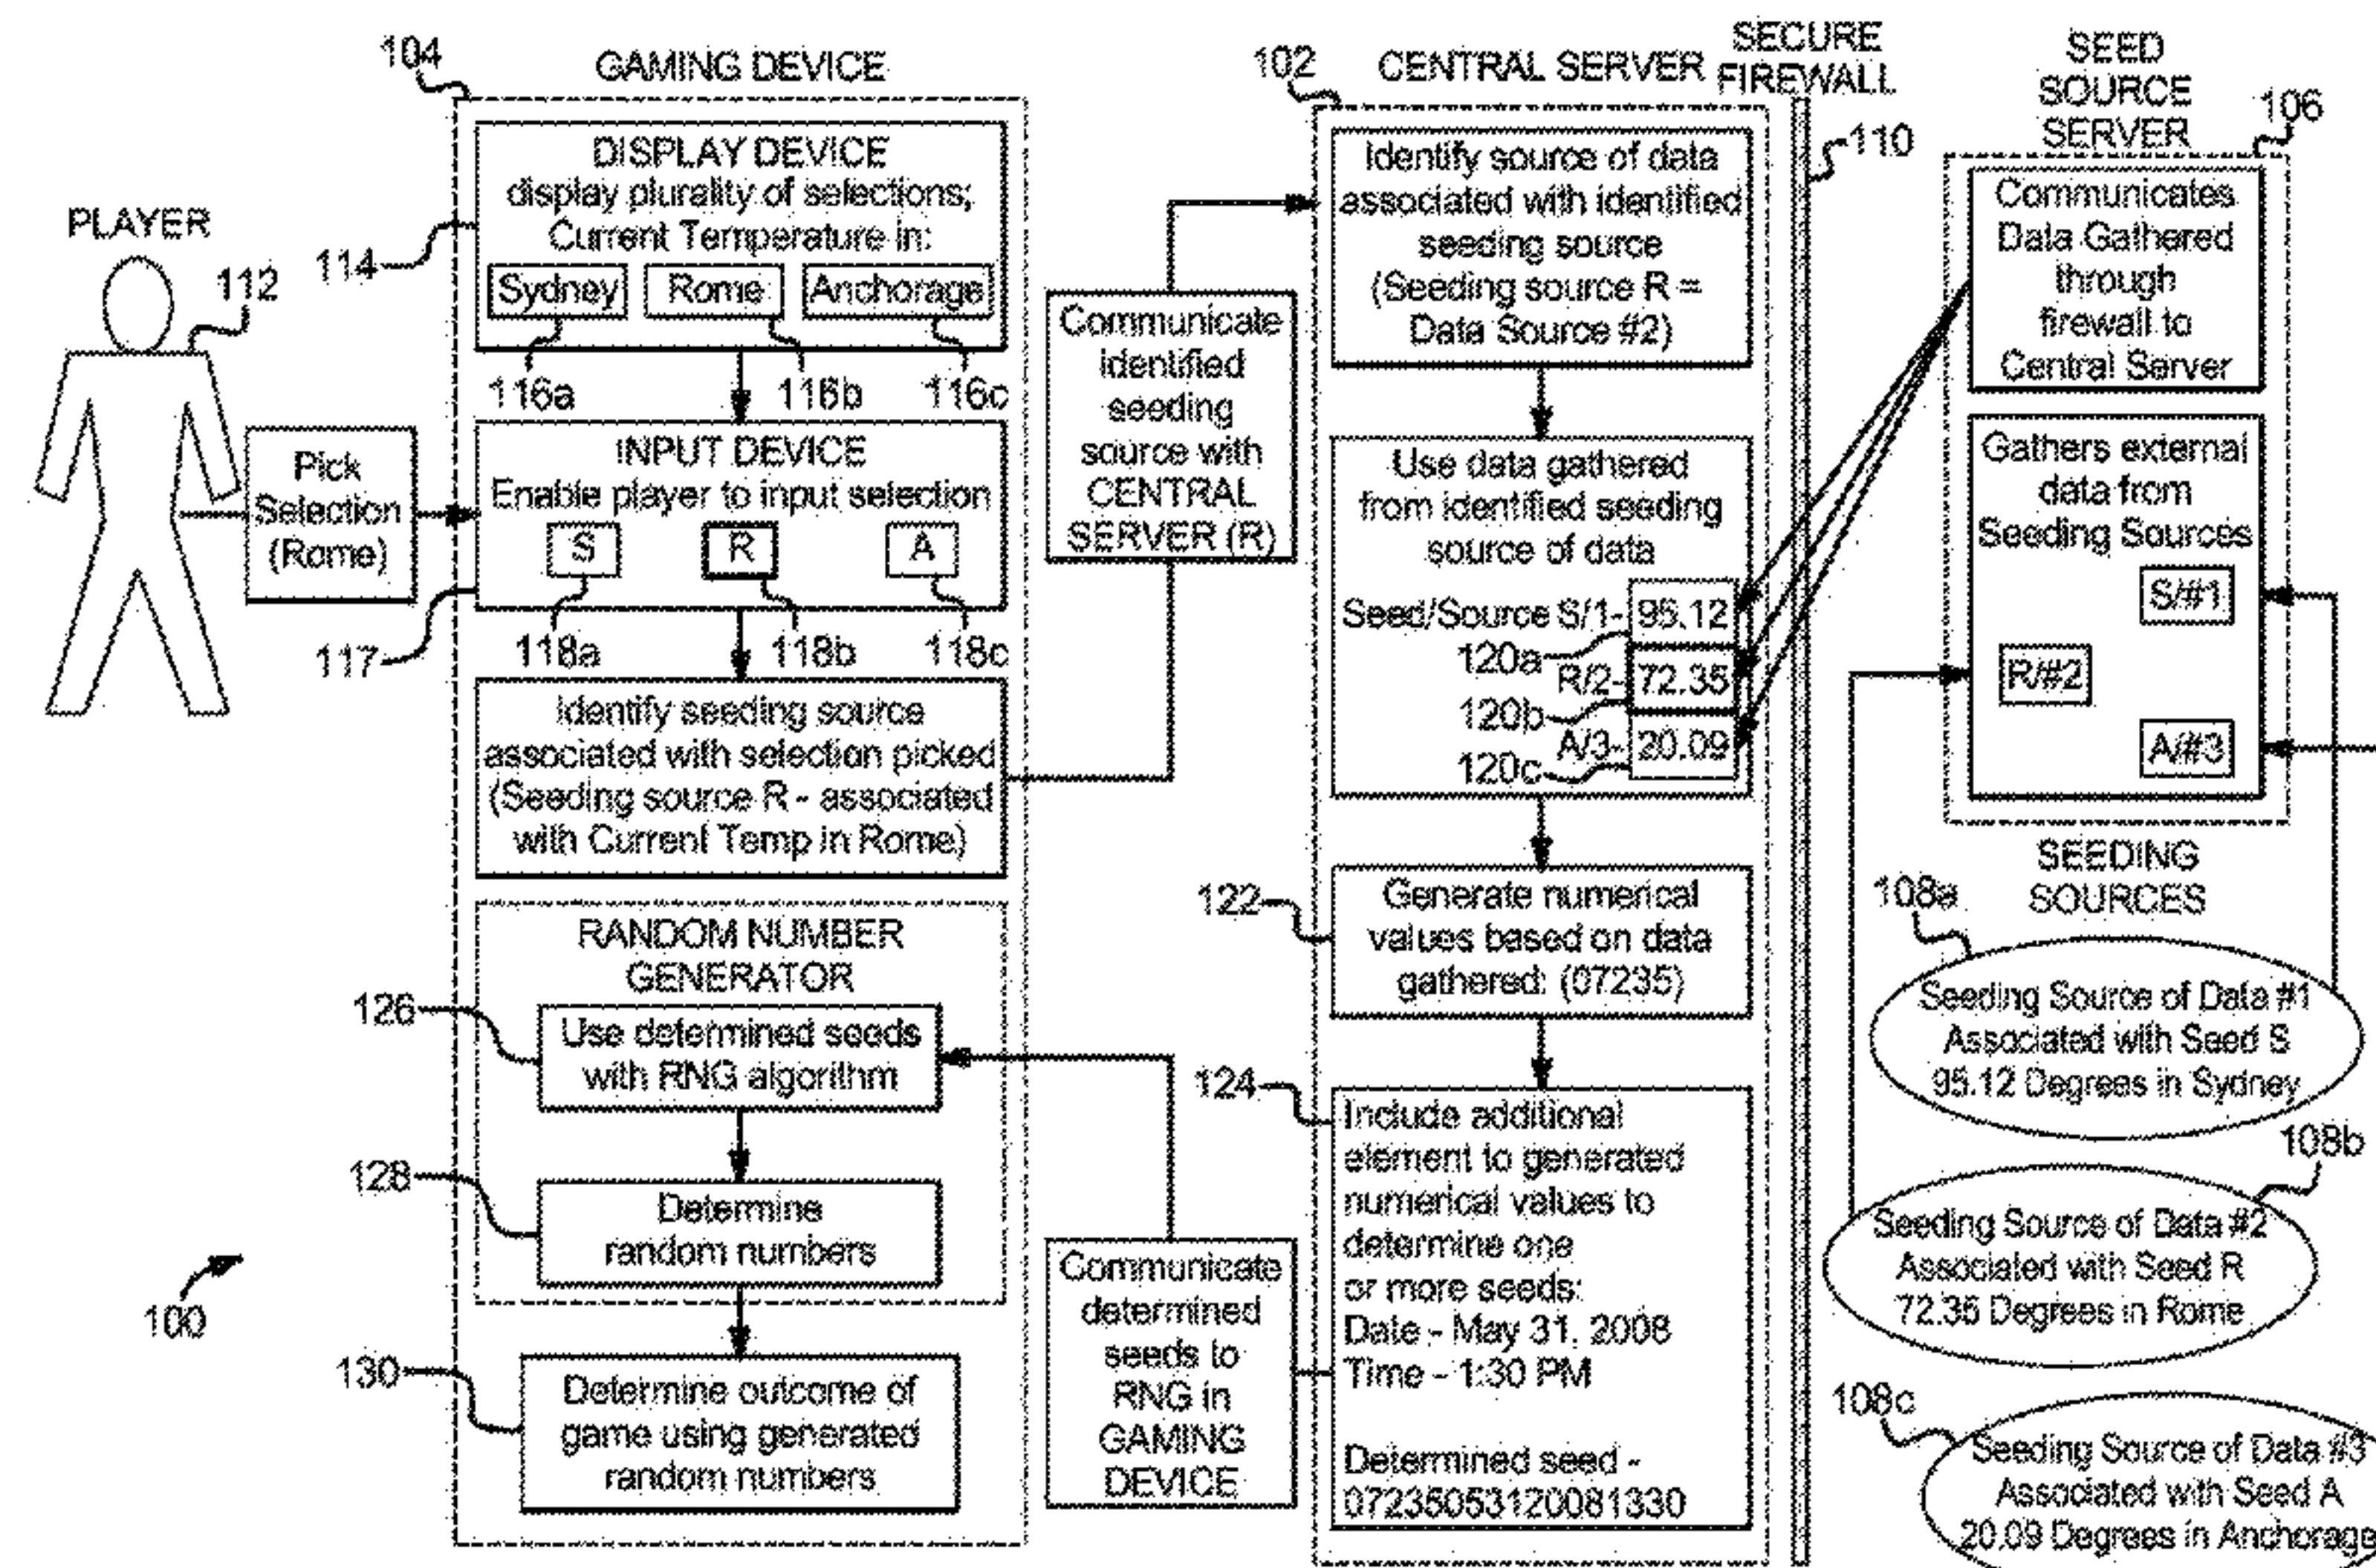 PLAYER
112
Pick
Selection
(Rome)
100
104
GAMING DEVICE
DISPLAY DEVICE
display plurality of selections;
Current Temperature in:
Sydney
Rome
Anchorage
114
116a
116b
116c
INPUT DEVICE
Enable player to input selection
S
R
A
117
118a
118b
118c
Identify seeding source
associated with selection picked
(Seeding source R - associated
with Current Temp in Rome)
RANDOM NUMBER
GENERATOR
126
Use determined seeds
with RNG algorithm
128
Determine
random numbers
130
Determine outcome of
game using generated
random numbers
Communicate
identified
seeding
source with
CENTRAL
SERVER (R)
Communicate
determined
seeds to
RNG in
GAMING
DEVICE
102
CENTRAL SERVER
Identify source of data
associated with identified
seeding source
(Seeding source R =
Data Source #2)
Use data gathered
from identified seeding
source of data
Seed/Source S/1- 95.12
120a
R/2- 72.35
120b
A/3- 20.09
120c
122
Generate numerical
values based on data
gathered: (07235)
124
Include additional
element to generated
numerical values to
determine one
or more seeds:
Date - May 31, 2008
Time - 1:30 PM
Determined seed -
07235053120081330
SECURE
FIREWALL
110
SEED
SOURCE
SERVER
106
Communicates
Data Gathered
through
firewall to
Central Server
Gathers external
data from
Seeding Sources
S/#1
R/#2
A/#3
SEEDING
SOURCES
108a
Seeding Source of Data #1
Associated with Seed S
95.12 Degrees in Sydney
108b
Seeding Source of Data #2
Associated with Seed R
72.35 Degrees in Rome
108c
Seeding Source of Data #3
Associated with Seed A
20.09 Degrees in Anchorage